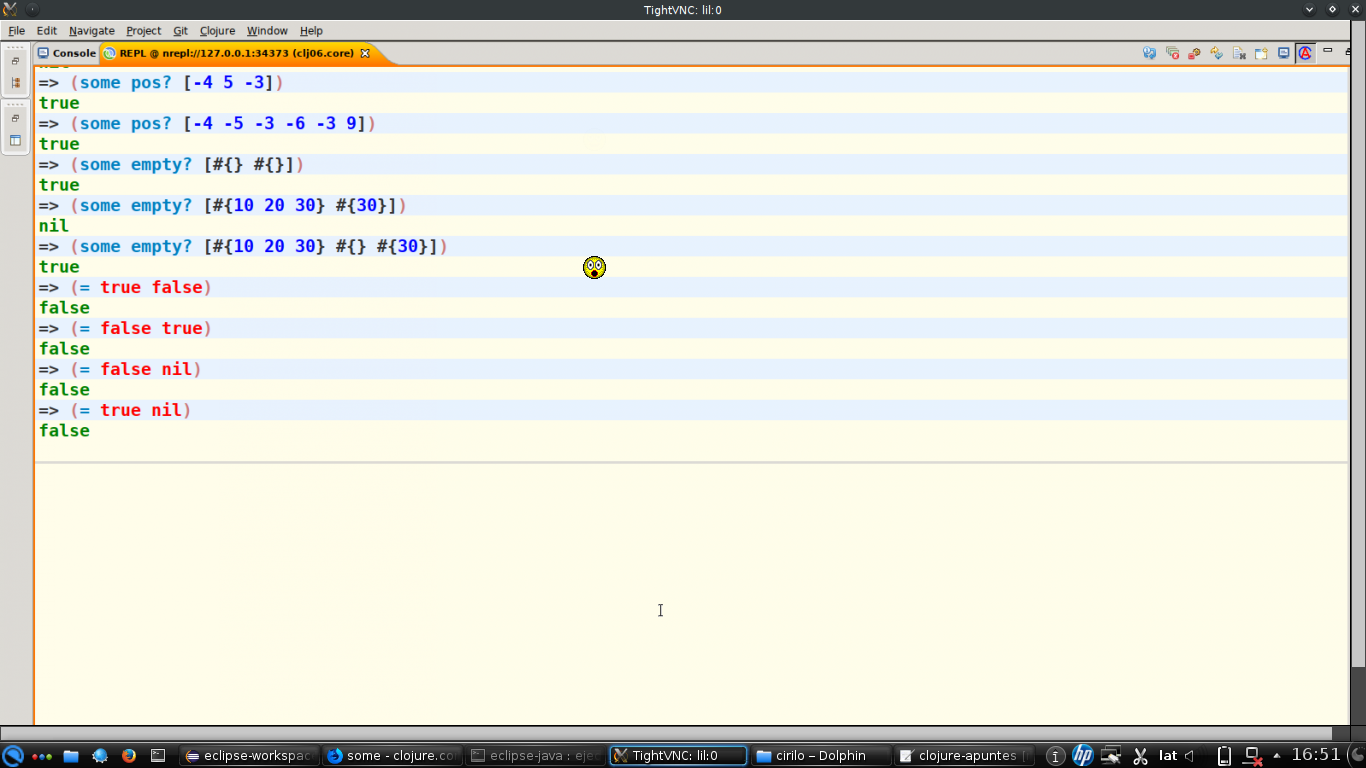 TightVNC: lil:0
File Edit Navigate Project Git Clojure Window Help
Console REPL @ nrepl://127.0.0.1:34373 (clj06.core)
=> (some pos? [-4 5 -3])
true
=> (some pos? [-4 -5 -3 -6 -3 9])
true
=> (some empty? [#{} #{}])
true
=> (some empty? [#{10 20 30} #{30}])
nil
=> (some empty? [#{10 20 30} #{} #{30}])
true
=> (= true false)
false
=> (= false true)
false
=> (= false nil)
false
=> (= true nil)
false
eclipse-workspac some - clojure.co eclipse-java : eje TightVNC: lil:0 cirilo – Dolphin clojure-apuntes lat 16:51